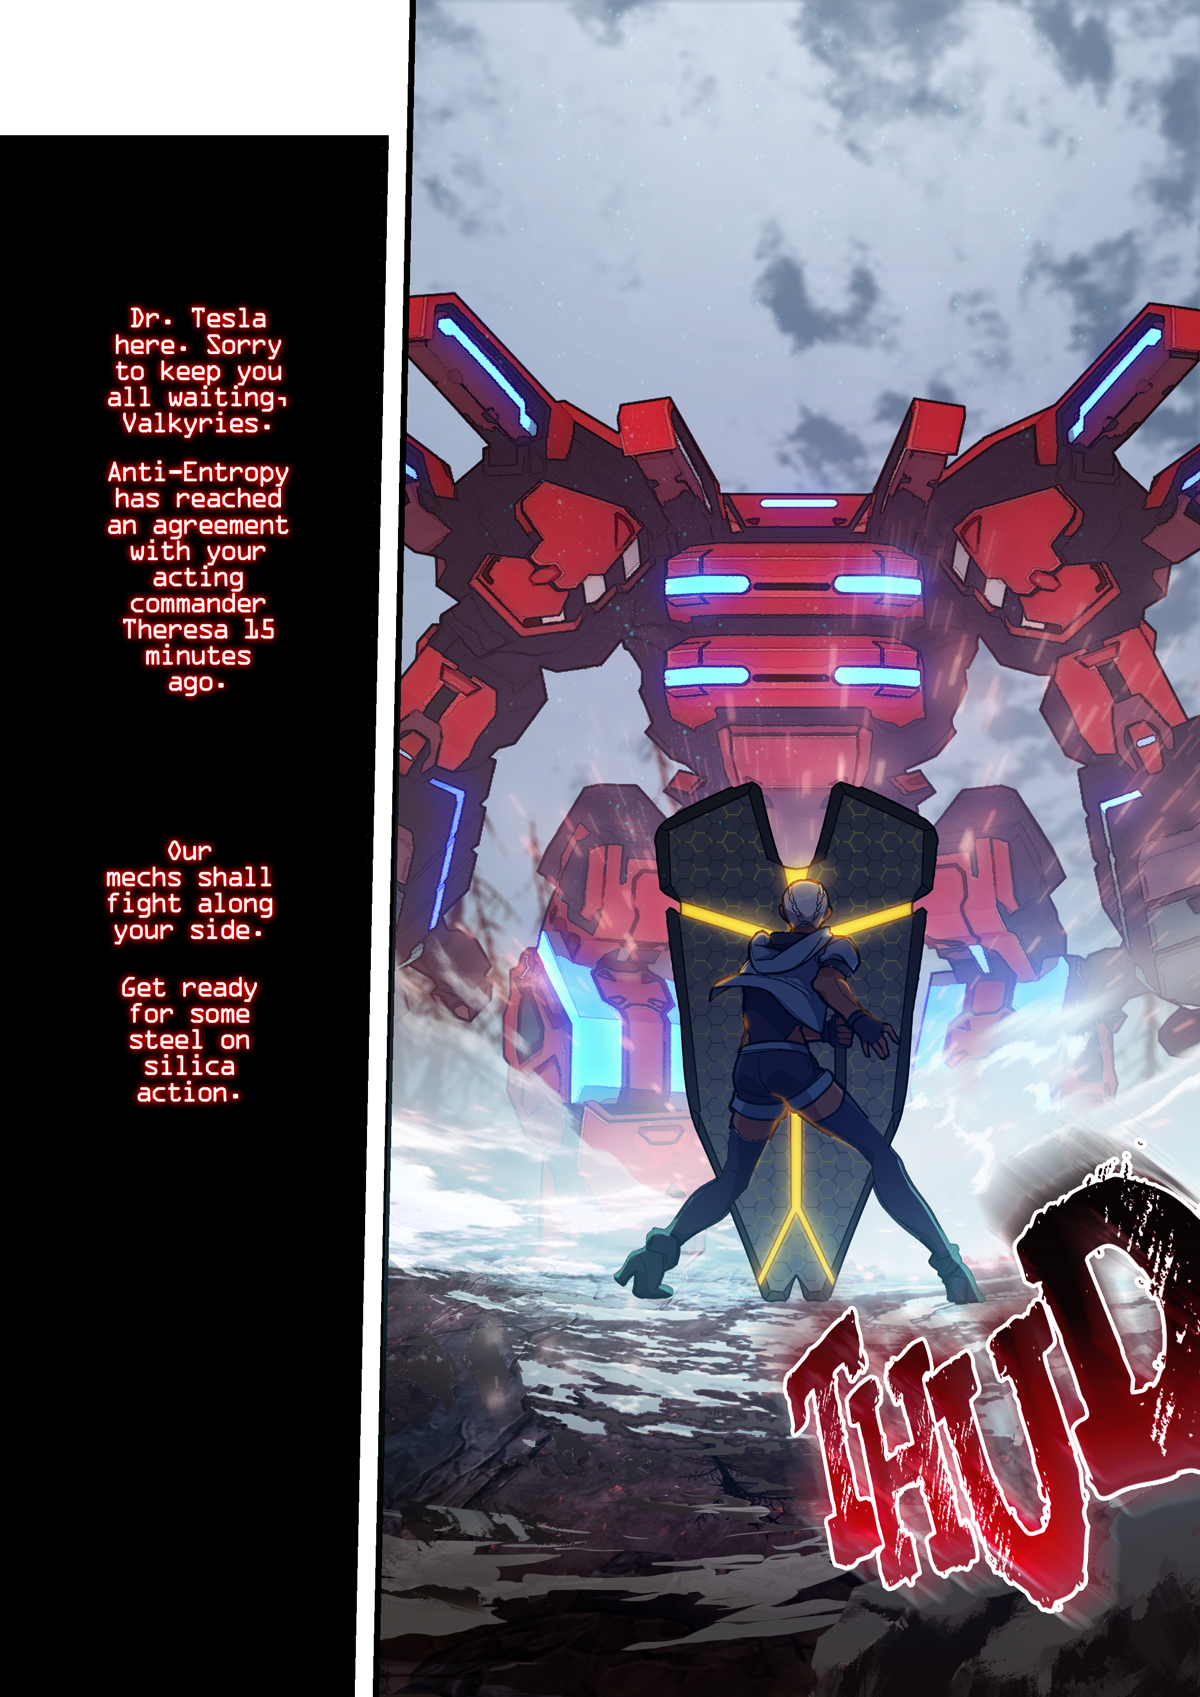 Dr. Tesla
here. Sorry
to keep you
all waiting,
Valkyries.
Anti-Entropy
has reached
an agreement
with your
acting
commander
Theresa 15
minutes
ago.
Our
mechs shall
fight along
your side.
Get ready
for some
steel on
silica
action.
THUD